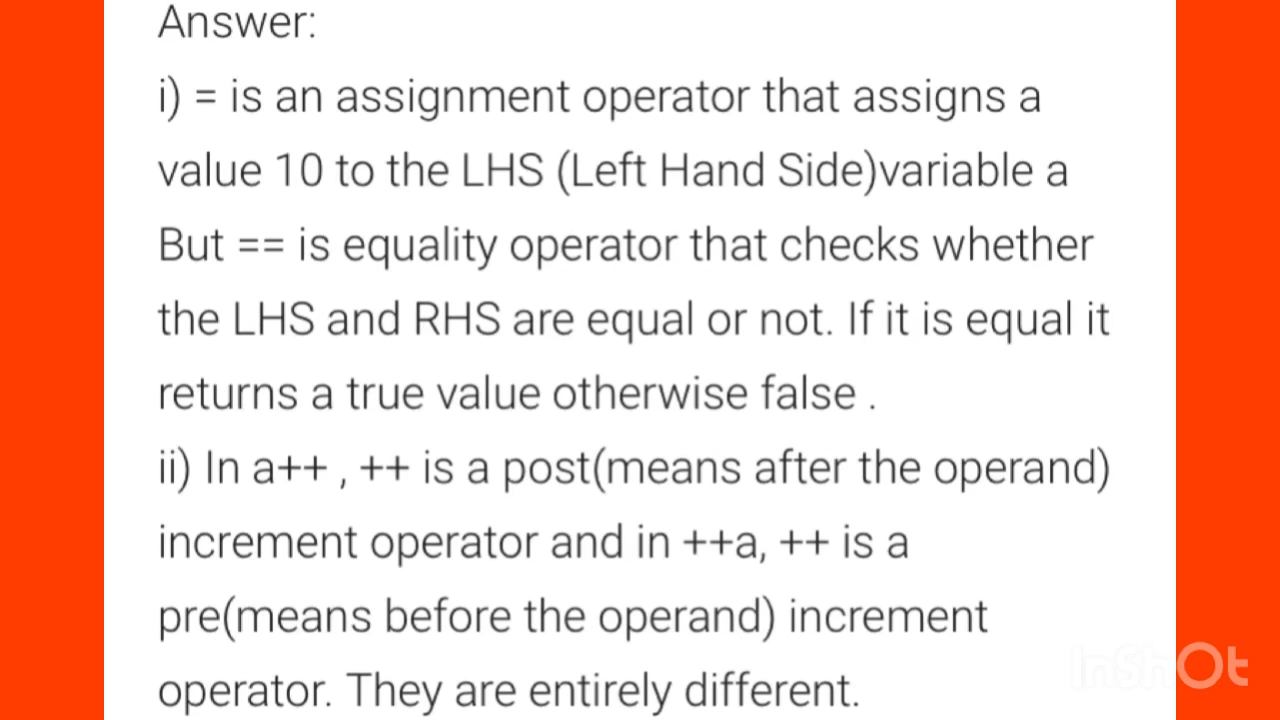 Answer:
i) = is an assignment operator that assigns a
value 10 to the LHS (Left Hand Side)variable a
But == is equality operator that checks whether
the LHS and RHS are equal or not. If it is equal it
returns a true value otherwise false .
ii) In a++ , ++ is a post(means after the operand)
increment operator and in ++a, ++ is a
pre(means before the operand) increment
operator. They are entirely different.
InShOt